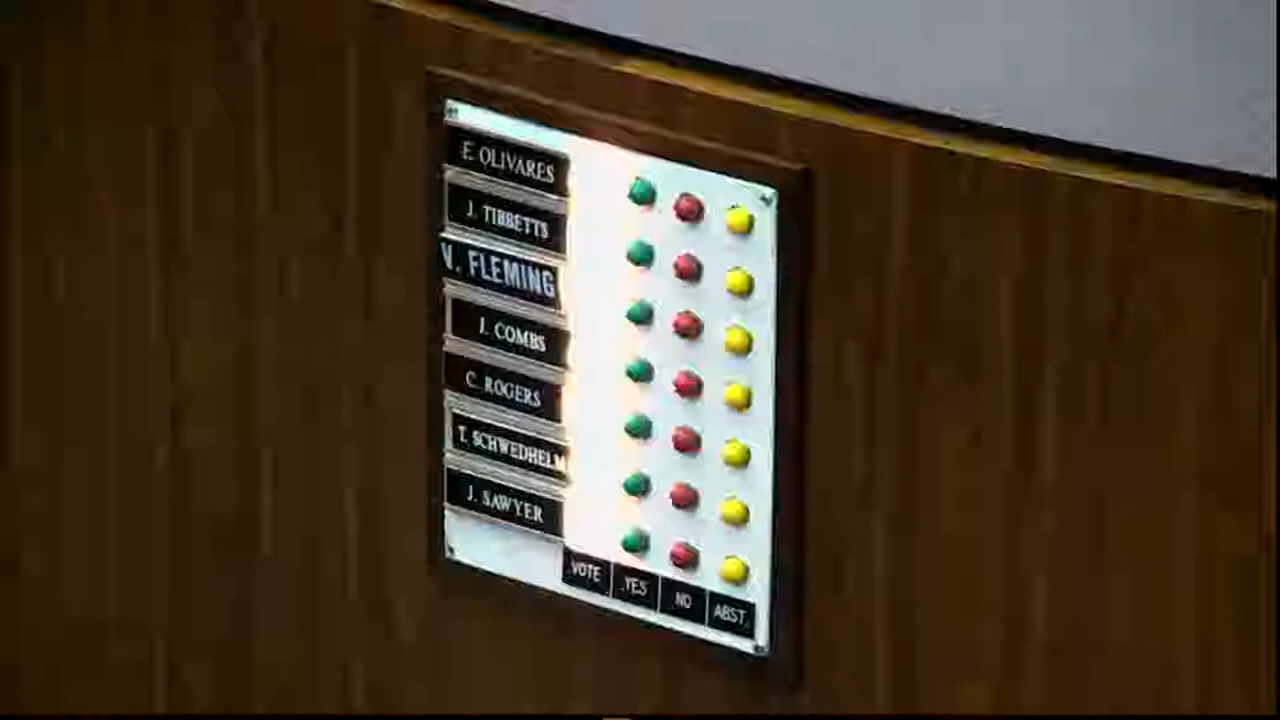 E. OLIVARES
J. TIBBETTS
V. FLEMING
J. COMBS
C. ROGERS
T. SCHWEDHELM
J. SAWYER
VOTE YES NO ABST.